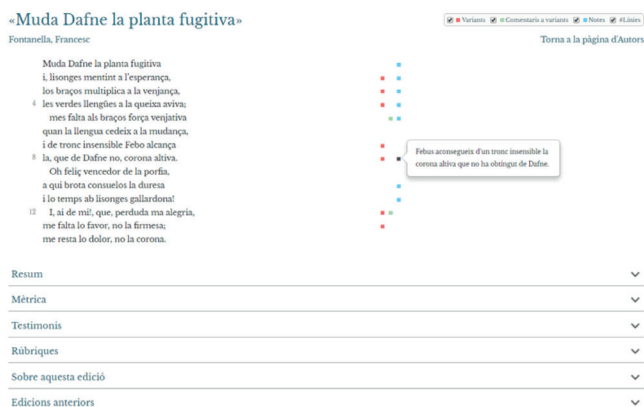 «Muda Dafne la planta fugitiva»
Variants Comentaris a variants Notes #Línies
Fontanella, Francesc
Torna a la pàgina d'Autors
Muda Dafne la planta fugitiva
i, lisonges mentint a l'esperança,
los braços multiplica a la venjança,
4 les verdes llengües a la queixa aviva;
mes falta als braços força venjativa
quan la llengua cedeix a la mudança,
i de tronc insensible Febo alcança
8 la, que de Dafne no, corona altiva.
Febus aconsegueix d'un tronc insensible la
corona altiva que no ha obtingut de Dafne.
Oh feliç vencedor de la porfia,
a qui brota consuelos la duresa
i lo temps ab lisonges gallardona!
12 I, ai de mi!, que, perduda ma alegria,
me falta lo favor, no la firmesa;
me resta lo dolor, no la corona.
Resum
Mètrica
Testimonis
Rúbriques
Sobre aquesta edició
Edicions anteriors